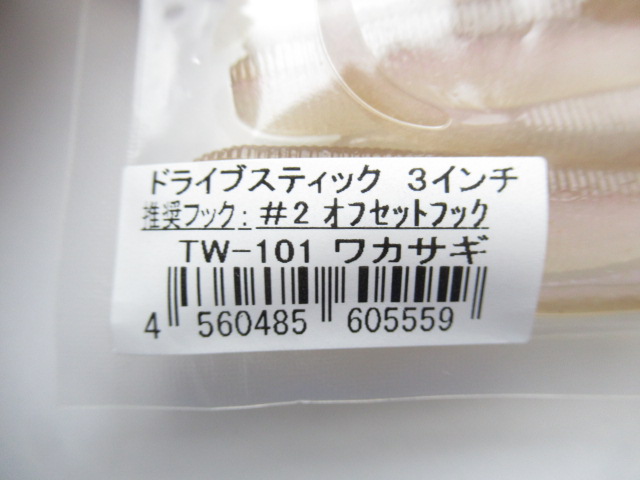 ドライブスティック 3インチ
推奨フック: #2 オフセットフック
TW-101 ワカサギ
4 560485 605559